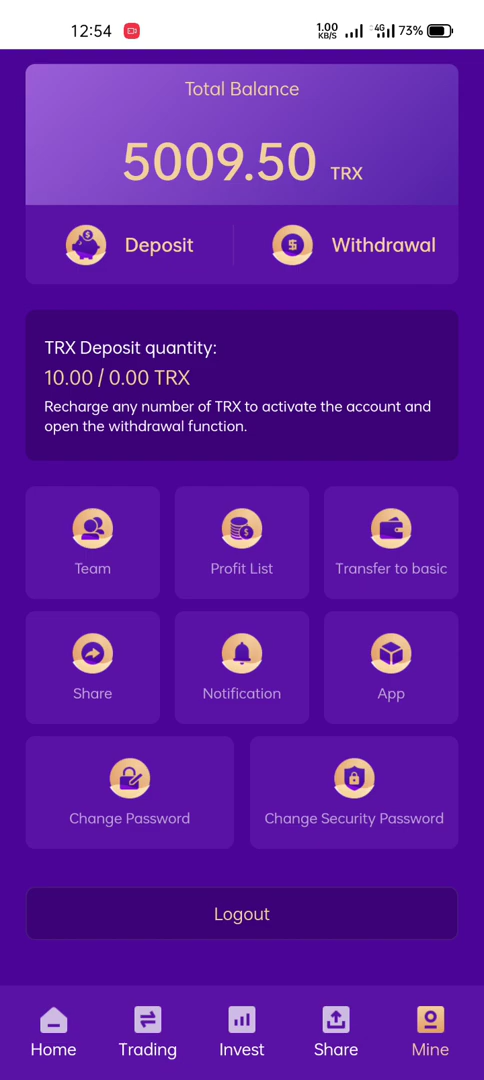 12:54
1.00 KB/S 4G 73%
Total Balance
5009.50 TRX
Deposit Withdrawal
TRX Deposit quantity:
10.00 / 0.00 TRX
Recharge any number of TRX to activate the account and
open the withdrawal function.
Team Profit List Transfer to basic
Share Notification App
Change Password Change Security Password
Logout
Home Trading Invest Share Mine